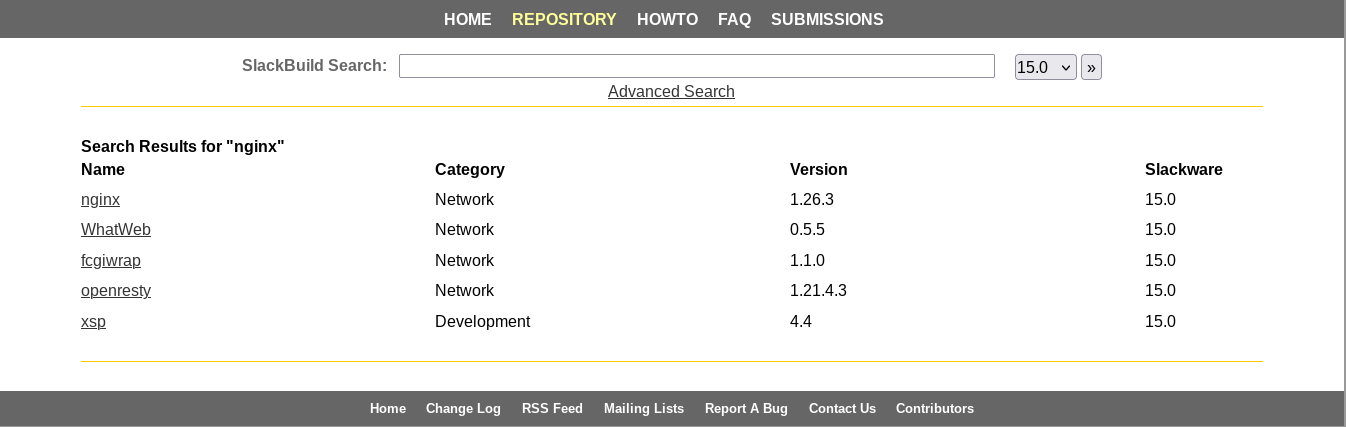 HOME REPOSITORY HOWTO FAQ SUBMISSIONS
SlackBuild Search: 15.0 »
Advanced Search
Search Results for "nginx"
Name Category Version Slackware
nginx Network 1.26.3 15.0
WhatWeb Network 0.5.5 15.0
fcgiwrap Network 1.1.0 15.0
openresty Network 1.21.4.3 15.0
xsp Development 4.4 15.0
Home Change Log RSS Feed Mailing Lists Report A Bug Contact Us Contributors